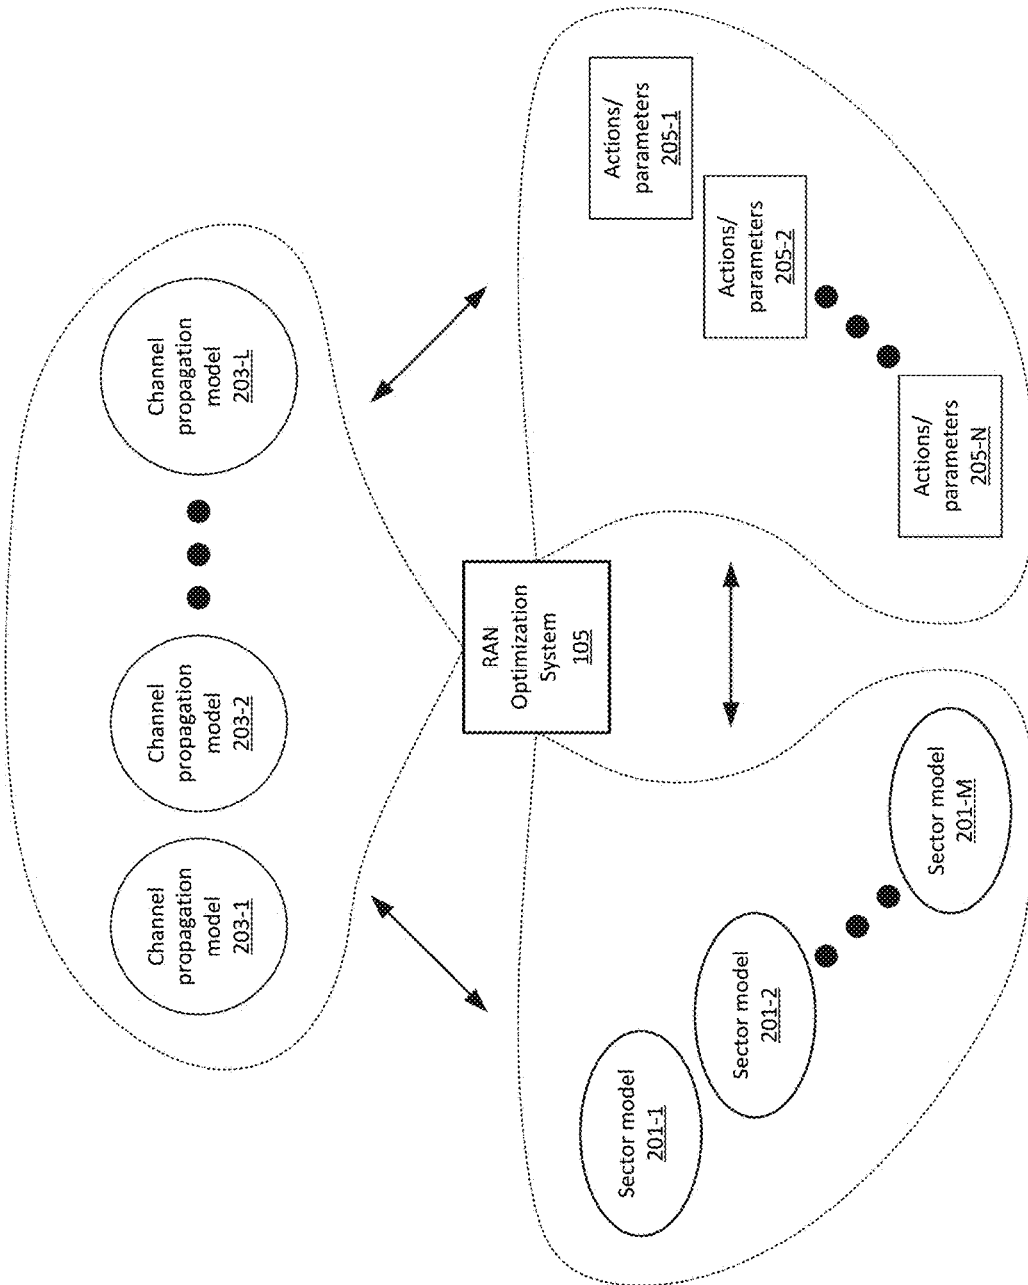 Channel
propagation
model
203-1
Channel
propagation
model
203-2
Channel
propagation
model
203-L
RAN
Optimization
System
105
Sector model
201-1
Sector model
201-2
Sector model
201-M
Actions/
parameters
205-1
Actions/
parameters
205-2
Actions/
parameters
205-N